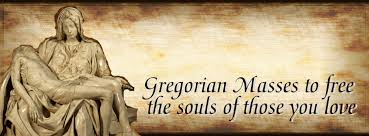 Gregorian Masses to free
the souls of those you love